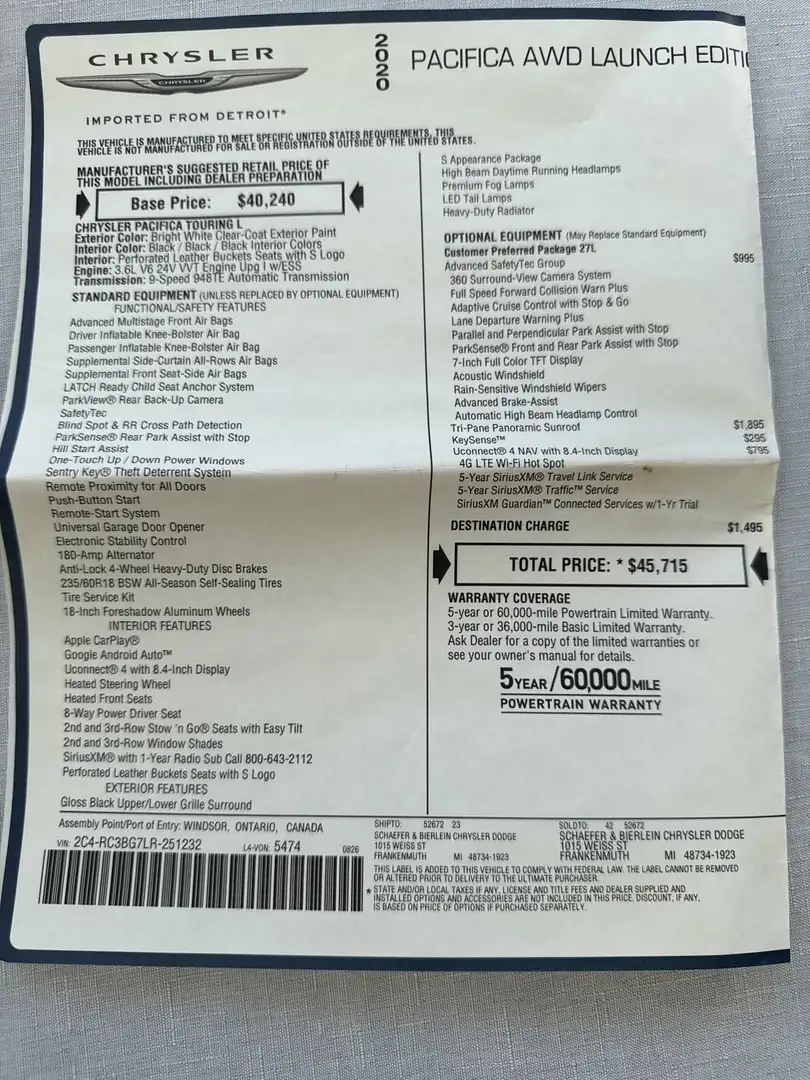 CHRYSLER
CHRYSLER
IMPORTED FROM DETROIT®
2020
PACIFICA AWD LAUNCH EDITI
THIS VEHICLE IS MANUFACTURED TO MEET SPECIFIC UNITED STATES REQUIREMENTS. THIS
VEHICLE IS NOT MANUFACTURED FOR SALE OR REGISTRATION OUTSIDE OF THE UNITED STATES.
MANUFACTURER'S SUGGESTED RETAIL PRICE OF
THIS MODEL INCLUDING DEALER PREPARATION
Base Price: $40,240
CHRYSLER PACIFICA TOURING L
Exterior Color: Bright White Clear-Coat Exterior Paint
Interior Color: Black / Black / Black Interior Colors
Interior: Perforated Leather Buckets Seats with S Logo
Engine: 3.6L V6 24V VVT Engine Upg I w/ESS
Transmission: 9-Speed 948TE Automatic Transmission
STANDARD EQUIPMENT (UNLESS REPLACED BY OPTIONAL EQUIPMENT)
FUNCTIONAL/SAFETY FEATURES
Advanced Multistage Front Air Bags
Driver Inflatable Knee-Bolster Air Bag
Passenger Inflatable Knee-Bolster Air Bag
Supplemental Side-Curtain All-Rows Air Bags
Supplemental Front Seat-Side Air Bags
LATCH Ready Child Seat Anchor System
ParkView® Rear Back-Up Camera
SafetyTec
Blind Spot & RR Cross Path Detection
ParkSense® Rear Park Assist with Stop
Hill Start Assist
One-Touch Up / Down Power Windows
Sentry Key® Theft Deterrent System
Remote Proximity for All Doors
Push-Button Start
Remote-Start System
Universal Garage Door Opener
Electronic Stability Control
180-Amp Alternator
Anti-Lock 4-Wheel Heavy-Duty Disc Brakes
235/60R18 BSW All-Season Self-Sealing Tires
Tire Service Kit
18-Inch Foreshadow Aluminum Wheels
INTERIOR FEATURES
Apple CarPlay®
Google Android Auto™
Uconnect® 4 with 8.4-Inch Display
Heated Steering Wheel
Heated Front Seats
8-Way Power Driver Seat
2nd and 3rd-Row Stow 'n Go® Seats with Easy Tilt
2nd and 3rd-Row Window Shades
SiriusXM® with 1-Year Radio Sub Call 800-643-2112
Perforated Leather Buckets Seats with S Logo
EXTERIOR FEATURES
Gloss Black Upper/Lower Grille Surround
S Appearance Package
High Beam Daytime Running Headlamps
Premium Fog Lamps
LED Tail Lamps
Heavy-Duty Radiator
OPTIONAL EQUIPMENT (May Replace Standard Equipment)
Customer Preferred Package 27L
Advanced SafetyTec Group $995
360 Surround-View Camera System
Full Speed Forward Collision Warn Plus
Adaptive Cruise Control with Stop & Go
Lane Departure Warning Plus
Parallel and Perpendicular Park Assist with Stop
ParkSense® Front and Rear Park Assist with Stop
7-Inch Full Color TFT Display
Acoustic Windshield
Rain-Sensitive Windshield Wipers
Advanced Brake-Assist
Automatic High Beam Headlamp Control
Tri-Pane Panoramic Sunroof $1,895
KeySense™ $295
Uconnect® 4 NAV with 8.4-Inch Display $795
4G LTE Wi-Fi Hot Spot
5-Year SiriusXM® Travel Link Service
5-Year SiriusXM® Traffic™ Service
SiriusXM Guardian™ Connected Services w/1-Yr Trial
DESTINATION CHARGE $1,495
TOTAL PRICE: * $45,715
WARRANTY COVERAGE
5-year or 60,000-mile Powertrain Limited Warranty.
3-year or 36,000-mile Basic Limited Warranty.
Ask Dealer for a copy of the limited warranties or
see your owner's manual for details.
5YEAR/60,000MILE
POWERTRAIN WARRANTY
Assembly Point/Port of Entry: WINDSOR, ONTARIO, CANADA
VIN: 2C4-RC3BG7LR-251232 L4-VON: 5474 0826
SHIPTO: 52672 23
SCHAEFER & BIERLEIN CHRYSLER DODGE
1015 WEISS ST
FRANKENMUTH MI 48734-1923
SOLDTO: 42 52672
SCHAEFER & BIERLEIN CHRYSLER DODGE
1015 WEISS ST
FRANKENMUTH MI 48734-1923
THIS LABEL IS ADDED TO THIS VEHICLE TO COMPLY WITH FEDERAL LAW. THE LABEL CANNOT BE REMOVED
OR ALTERED PRIOR TO DELIVERY TO THE ULTIMATE PURCHASER.
* STATE AND/OR LOCAL TAXES IF ANY, LICENSE AND TITLE FEES AND DEALER SUPPLIED AND
INSTALLED OPTIONS AND ACCESSORIES ARE NOT INCLUDED IN THIS PRICE. DISCOUNT, IF ANY,
IS BASED ON PRICE OF OPTIONS IF PURCHASED SEPARATELY.